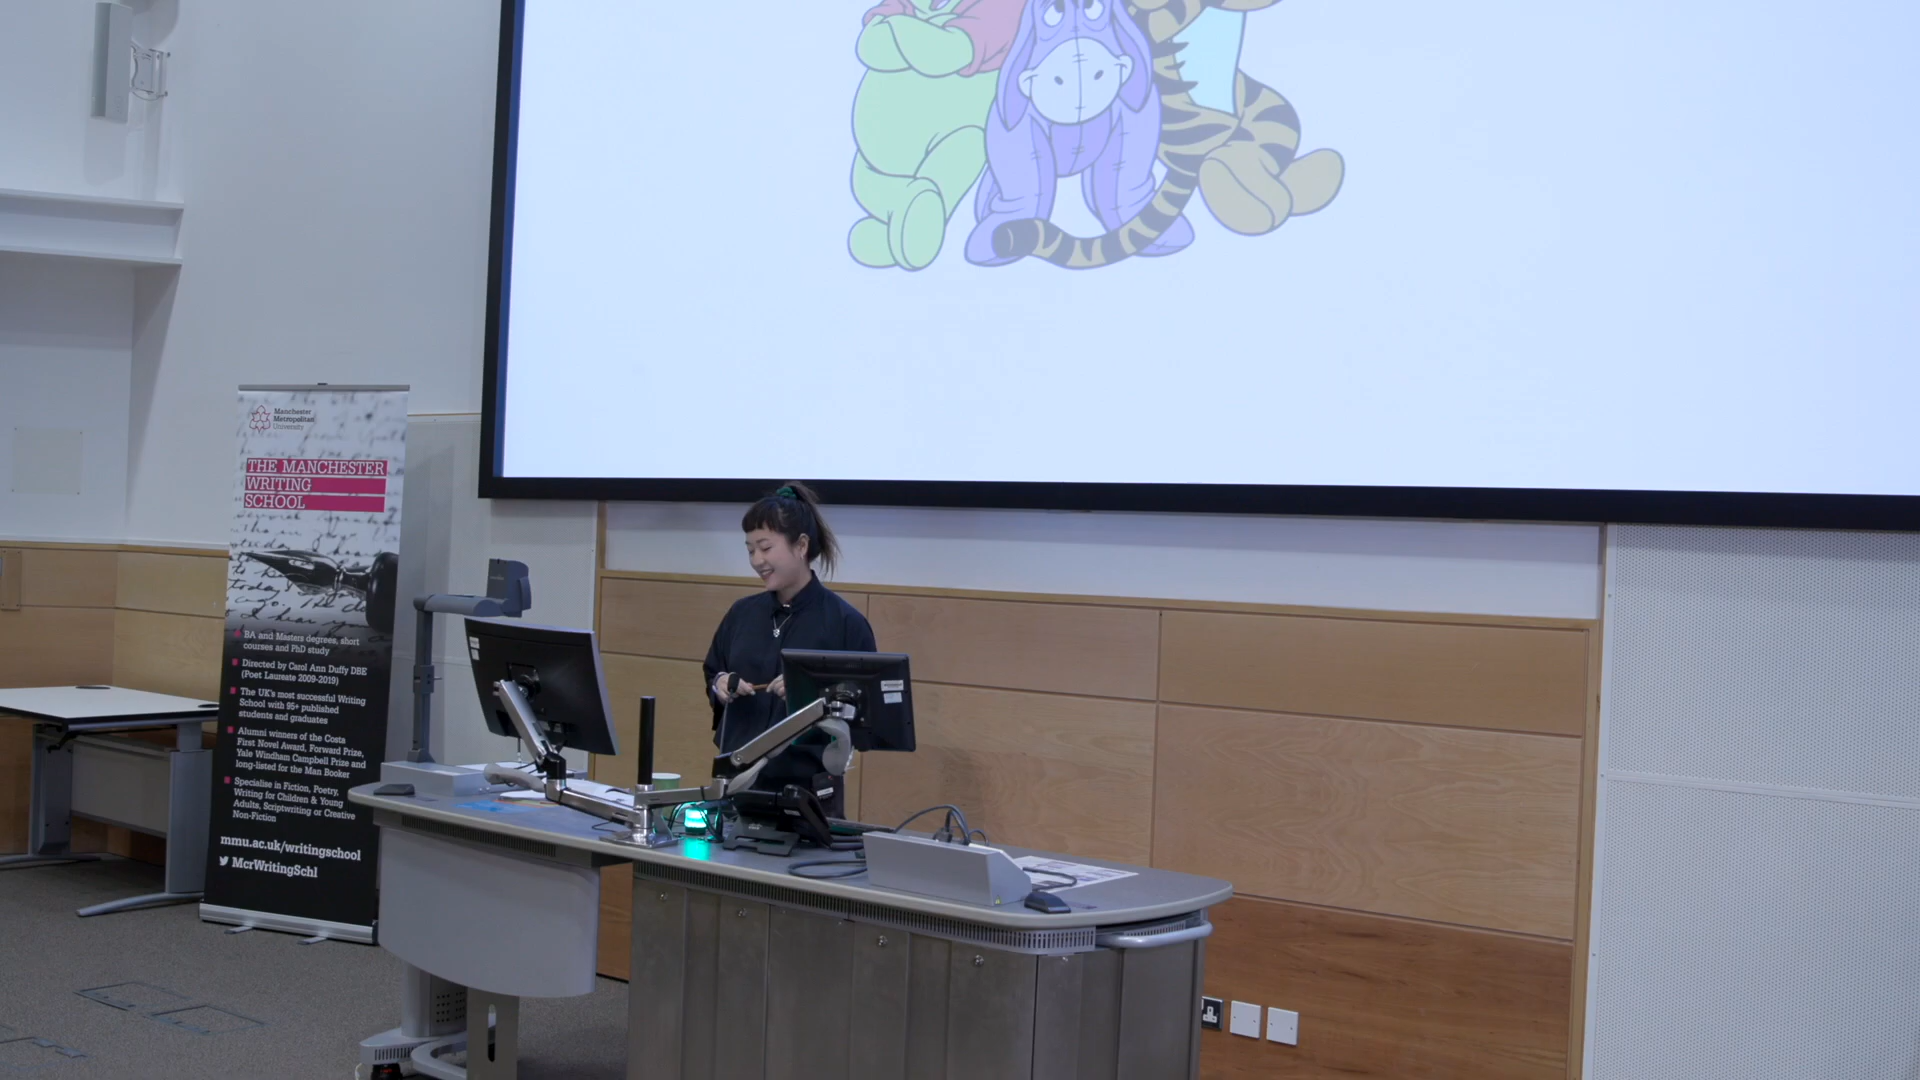 Manchester
Metropolitan
University
THE MANCHESTER
WRITING
SCHOOL
BA and Masters degrees, short
courses and PhD study
Directed by Carol Ann Duffy DBE
(Poet Laureate 2009-2019)
The UK's most successful Writing
School with 95+ published
students and graduates
Alumni winners of the Costa
First Novel Award, Forward Prize,
Yale Windham Campbell Prize and
long-listed for the Man Booker
Specialise in Fiction, Poetry,
Writing for Children & Young
Adults, Scriptwriting or Creative
Non-Fiction
mmu.ac.uk/writingschool
McrWritingSchl